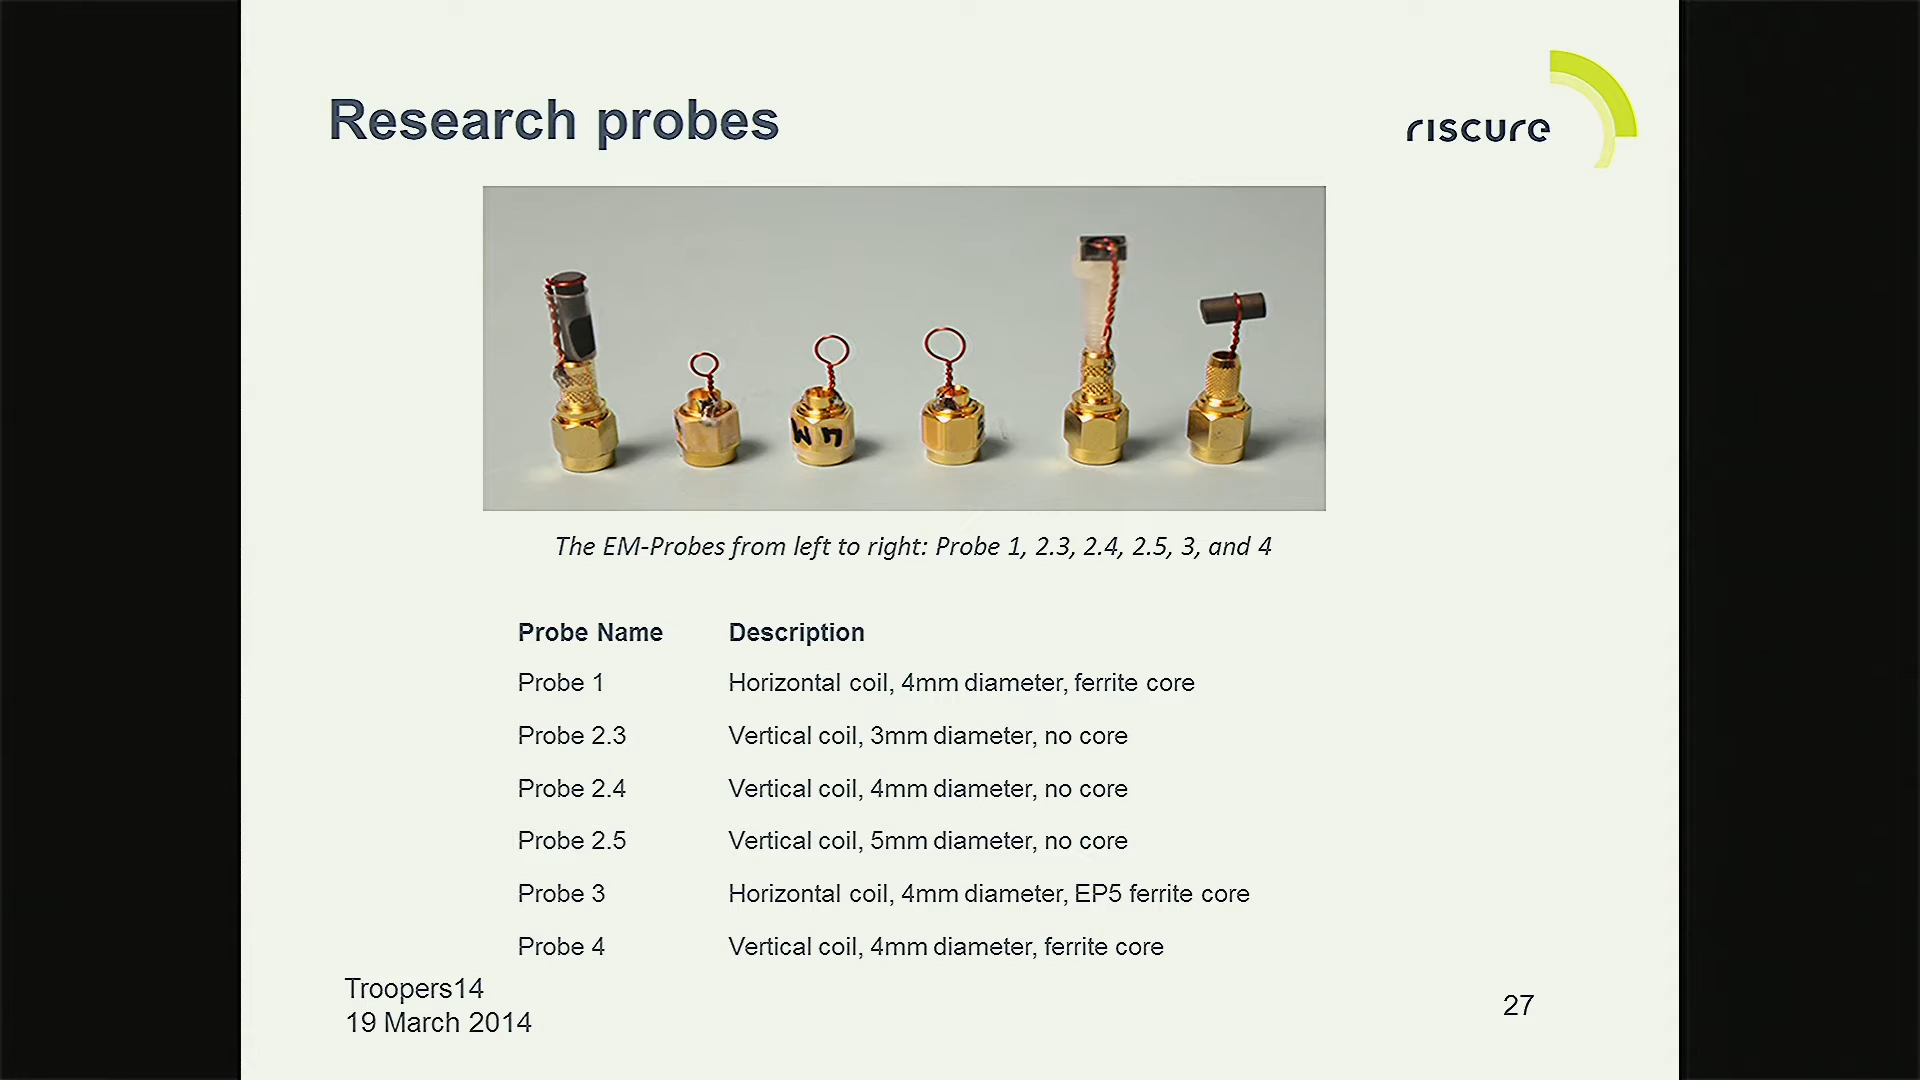 Research probes
riscure
4M
The EM-Probes from left to right: Probe 1, 2.3, 2.4, 2.5, 3, and 4
Probe Name Description
Probe 1 Horizontal coil, 4mm diameter, ferrite core
Probe 2.3 Vertical coil, 3mm diameter, no core
Probe 2.4 Vertical coil, 4mm diameter, no core
Probe 2.5 Vertical coil, 5mm diameter, no core
Probe 3 Horizontal coil, 4mm diameter, EP5 ferrite core
Probe 4 Vertical coil, 4mm diameter, ferrite core
Troopers14
19 March 2014
27